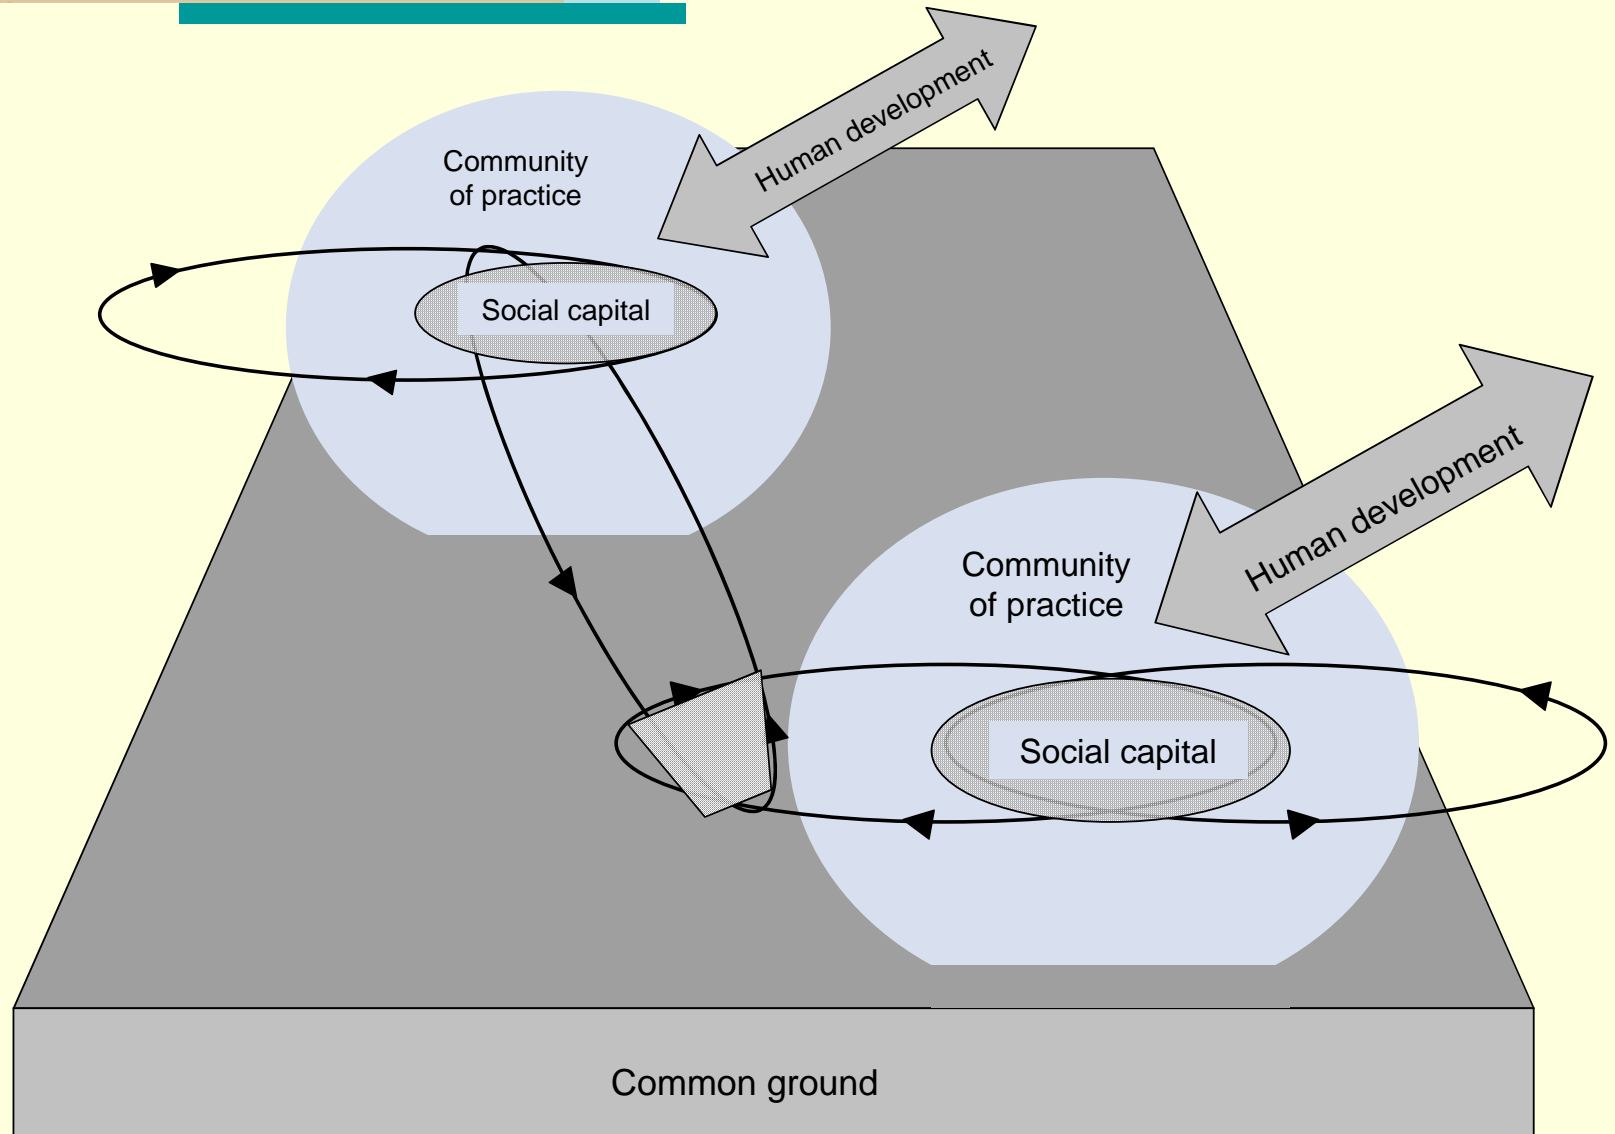 Human development
Community
of practice
Social capital
Human development
Community
of practice
Social capital
Common ground